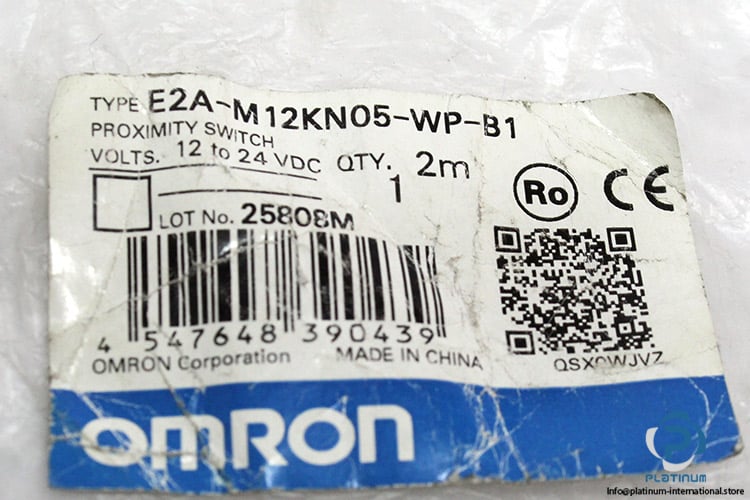 TYPE E2A-M12KN05-WP-B1
PROXIMITY SWITCH
VOLTS. 12 to 24 VDC QTY. 2m
1
Ro CE
LOT No. 25808M
4 547648 390439
OMRON Corporation MADE IN CHINA
OMRON
PLATINUM
Info@platinum-international.store